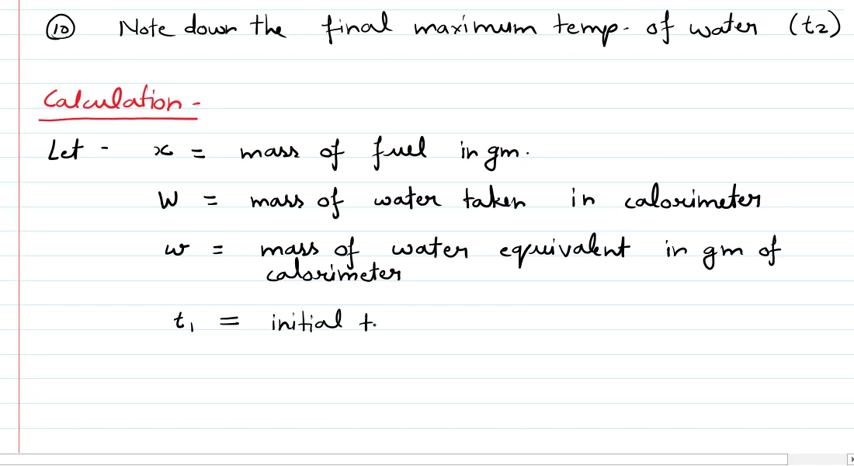 ⑩ Note down the final maximum temp. of water (t2)
Calculation -
Let - x = mass of fuel in gm.
W = mass of water taken in calorimeter
w = mass of water equivalent in gm of
calorimeter
t1 = initial t